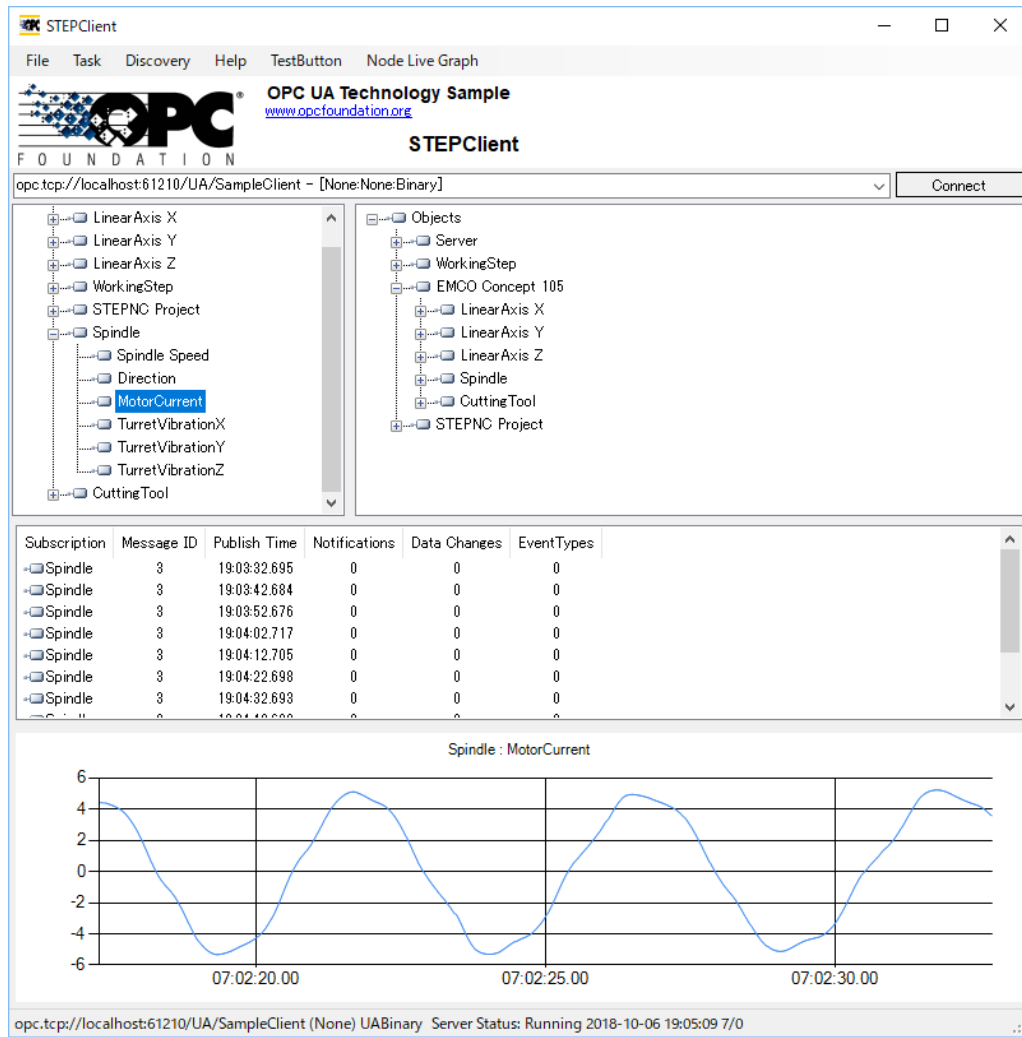 STEPClient
File Task Discovery Help TestButton Node Live Graph
OPC
FOUNDATION
OPC UA Technology Sample
www.opcfoundation.org
STEPClient
opc.tcp://localhost:61210/UA/SampleClient - [None:None:Binary]
Connect
LinearAxis X
LinearAxis Y
LinearAxis Z
WorkingStep
STEPNC Project
Spindle
Spindle Speed
Direction
MotorCurrent
TurretVibrationX
TurretVibrationY
TurretVibrationZ
CuttingTool
Objects
Server
WorkingStep
EMCO Concept 105
LinearAxis X
LinearAxis Y
LinearAxis Z
Spindle
CuttingTool
STEPNC Project
Subscription Message ID Publish Time Notifications Data Changes EventTypes
Spindle 3 19:03:32.695 0 0 0
Spindle 3 19:03:42.684 0 0 0
Spindle 3 19:03:52.676 0 0 0
Spindle 3 19:04:02.717 0 0 0
Spindle 3 19:04:12.705 0 0 0
Spindle 3 19:04:22.698 0 0 0
Spindle 3 19:04:32.693 0 0 0
Spindle : MotorCurrent
6
4
2
0
-2
-4
-6
07:02:20.00 07:02:25.00 07:02:30.00
opc.tcp://localhost:61210/UA/SampleClient (None) UABinary Server Status: Running 2018-10-06 19:05:09 7/0